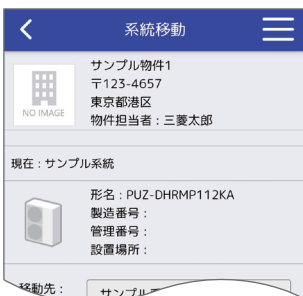 系統移動
サンプル物件1
〒123-4657
東京都港区
NO IMAGE
物件担当者 : 三菱太郎
現在 : サンプル系統
形名 : PUZ-DHRMP112KA
製造番号 :
管理番号 :
設置場所 :
移動先 :
サンプル